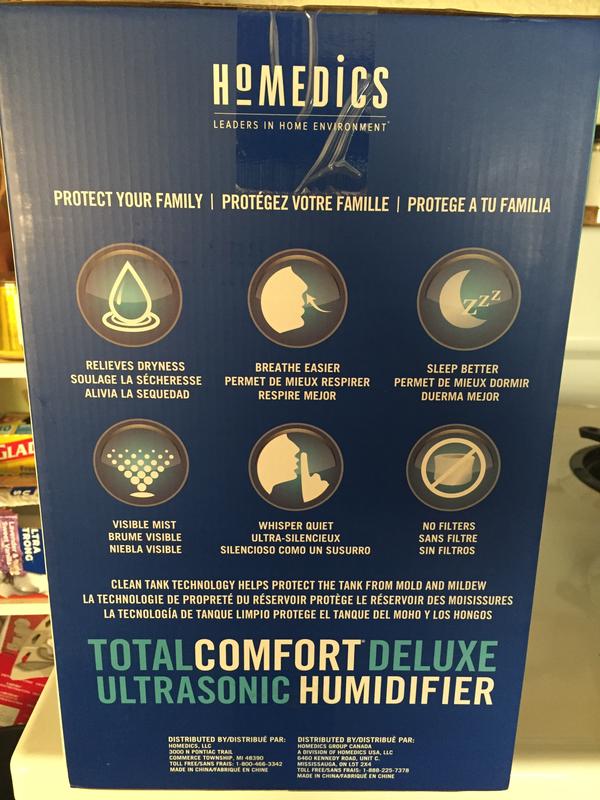 HOMEDICS
LEADERS IN HOME ENVIRONMENT
PROTECT YOUR FAMILY | PROTÉGEZ VOTRE FAMILLE | PROTEGE A TU FAMILIA
RELIEVES DRYNESS
SOULAGE LA SÉCHERESSE
ALIVIA LA SEQUEDAD
BREATHE EASIER
PERMET DE MIEUX RESPIRER
RESPIRE MEJOR
zzz
SLEEP BETTER
PERMET DE MIEUX DORMIR
DUERMA MEJOR
VISIBLE MIST
BRUME VISIBLE
NIEBLA VISIBLE
WHISPER QUIET
ULTRA-SILENCIEUX
SILENCIOSO COMO UN SUSURRO
NO FILTERS
SANS FILTRE
SIN FILTROS
CLEAN TANK TECHNOLOGY HELPS PROTECT THE TANK FROM MOLD AND MILDEW
LA TECHNOLOGIE DE PROPRETÉ DU RÉSERVOIR PROTÈGE LE RÉSERVOIR DES MOISISSURES
LA TECNOLOGÍA DE TANQUE LIMPIO PROTEGE EL TANQUE DEL MOHO Y LOS HONGOS
TOTALCOMFORT® DELUXE
ULTRASONIC HUMIDIFIER
DISTRIBUTED BY/DISTRIBUÉ PAR:
HOMEDICS, LLC
3000 N PONTIAC TRAIL
COMMERCE TOWNSHIP, MI 48390
TOLL FREE/SANS FRAIS: 1-800-466-3342
MADE IN CHINA/FABRIQUÉ EN CHINE
DISTRIBUTED BY/DISTRIBUÉ PAR:
HOMEDICS GROUP CANADA
A DIVISION OF HOMEDICS USA, LLC
6460 KENNEDY ROAD, UNIT C.
MISSISSAUGA, ON L5T 2X4
TOLL FREE/SANS FRAIS: 1-888-225-7378
MADE IN CHINA/FABRIQUÉ EN CHINE
GLAD
LTRA
TRONG